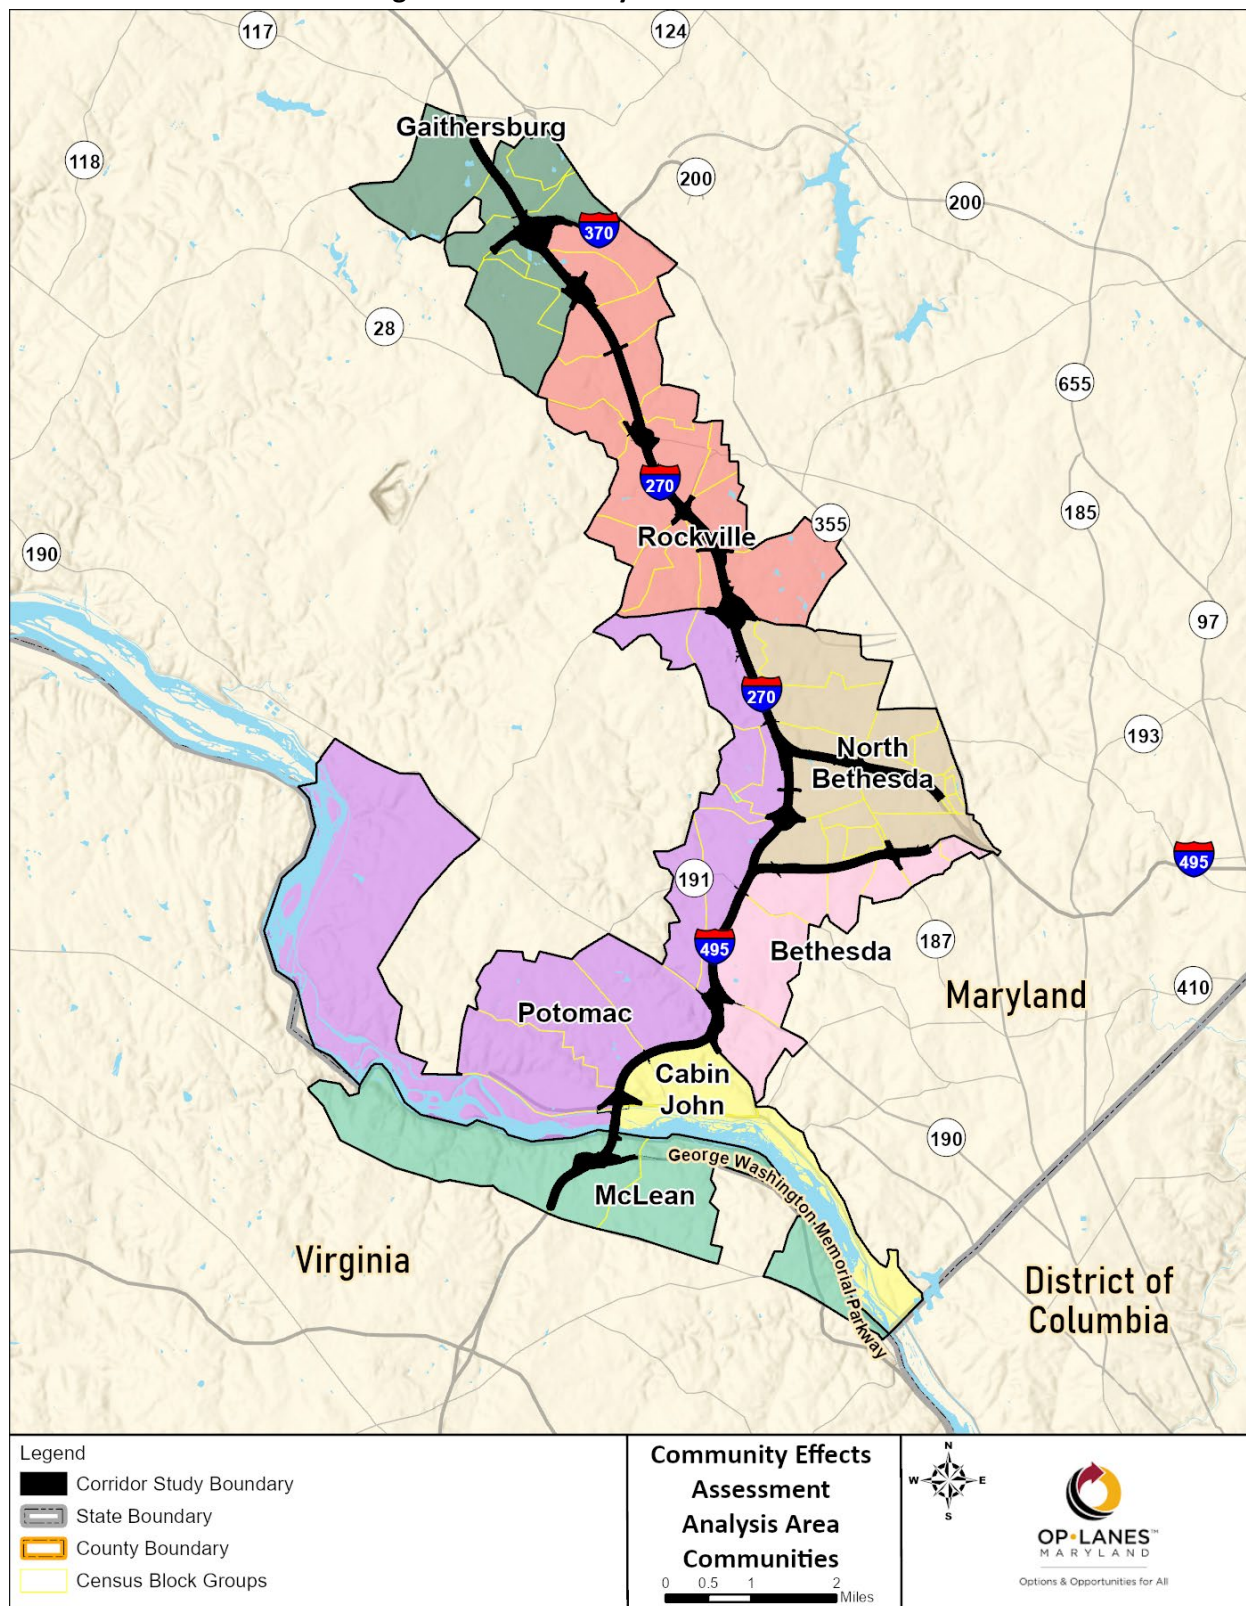 117
124
Gaithersburg
118
200
200
370
28
655
270
185
355
Rockville
190
97
270
193
North
Bethesda
495
191
187
495
Bethesda
410
Maryland
Potomac
Cabin
John
190
George Washington Memorial Parkway
McLean
Virginia
District of
Columbia
Legend
Corridor Study Boundary
State Boundary
County Boundary
Census Block Groups
Community Effects
Assessment
Analysis Area
Communities
0 0.5 1 2
Miles
N
W E
S
OP•LANES™
MARYLAND
Options & Opportunities for All